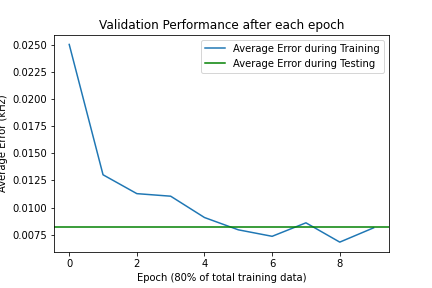 Validation Performance after each epoch
Average Error during Training
Average Error during Testing
0.0250
0.0225
0.0200
0.0175
0.0150
0.0125
0.0100
0.0075
Average Error (kHz)
0 2 4 6 8
Epoch (80% of total training data)